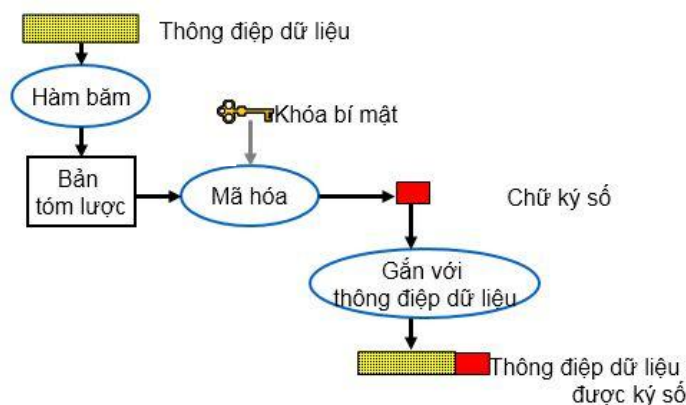 Thông điệp dữ liệu
Hàm băm
Khóa bí mật
Bản
tóm lược
Mã hóa
Chữ ký số
Gắn với
thông điệp dữ liệu
Thông điệp dữ liệu
được ký số